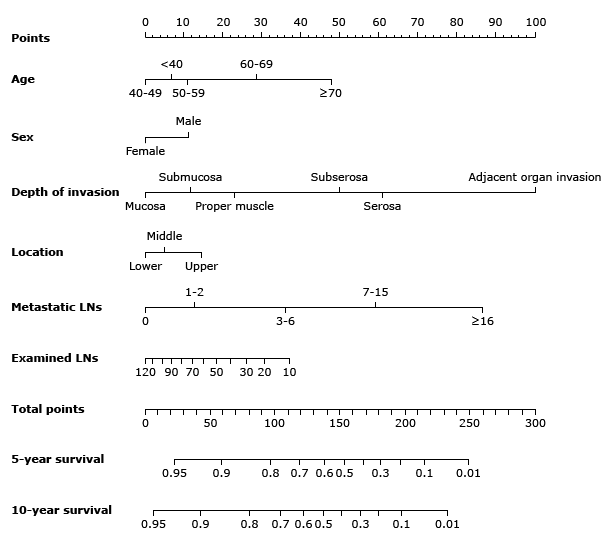 Points 0 10 20 30 40 50 60 70 80 90 100
<40 60-69
Age
40-49 50-59 ≥70
Male
Sex
Female
Submucosa Subserosa Adjacent organ invasion
Depth of invasion
Mucosa Proper muscle Serosa
Middle
Location
Lower Upper
1-2 7-15
Metastatic LNs
0 3-6 ≥16
Examined LNs
120 90 70 50 30 20 10
Total points
0 50 100 150 200 250 300
5-year survival
0.95 0.9 0.8 0.7 0.6 0.5 0.3 0.1 0.01
10-year survival
0.95 0.9 0.8 0.7 0.6 0.5 0.3 0.1 0.01